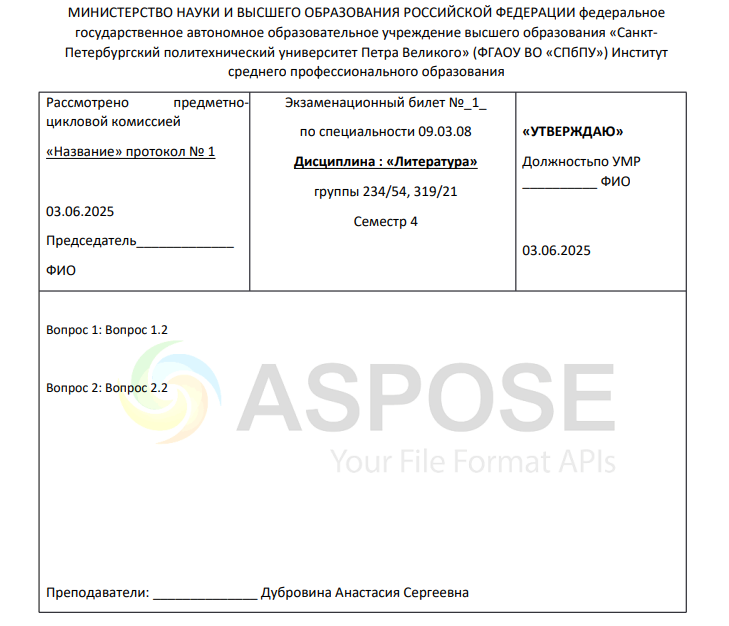 МИНИСТЕРСТВО НАУКИ И ВЫСШЕГО ОБРАЗОВАНИЯ РОССИЙСКОЙ ФЕДЕРАЦИИ федеральное
государственное автономное образовательное учреждение высшего образования «Санкт-
Петербургский политехнический университет Петра Великого» (ФГАОУ ВО «СПбПУ») Институт
среднего профессионального образования
Рассмотрено предметно-
цикловой комиссией
«Название» протокол № 1
03.06.2025
Председатель_____________
ФИО
Экзаменационный билет №_1_
по специальности 09.03.08
Дисциплина : «Литература»
группы 234/54, 319/21
Семестр 4
«УТВЕРЖДАЮ»
Должностьпо УМР
__________ ФИО
03.06.2025
Вопрос 1: Вопрос 1.2
Вопрос 2: Вопрос 2.2
ASPOSE
Your File Format APIs
Преподаватели: ______________ Дубровина Анастасия Сергеевна